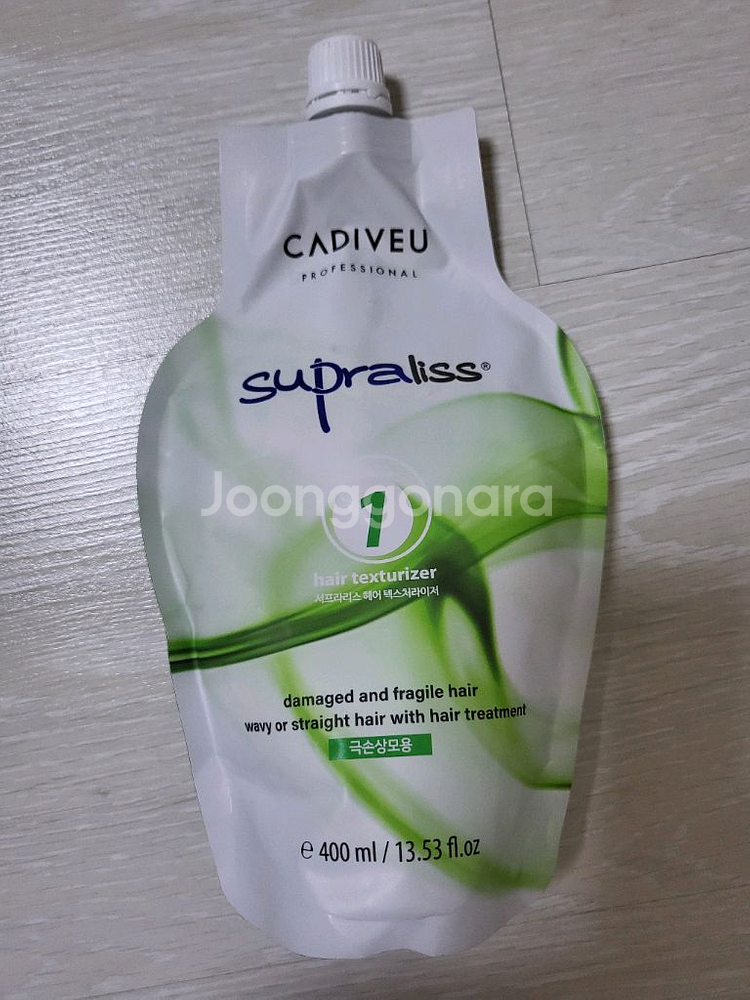 CADIVEU
PROFESSIONAL
supraliss®
Joonggonara
1
hair texturizer
서프라리스 헤어 텍스처라이저
damaged and fragile hair
wavy or straight hair with hair treatment
극손상모용
℮ 400 ml / 13.53 fl.oz